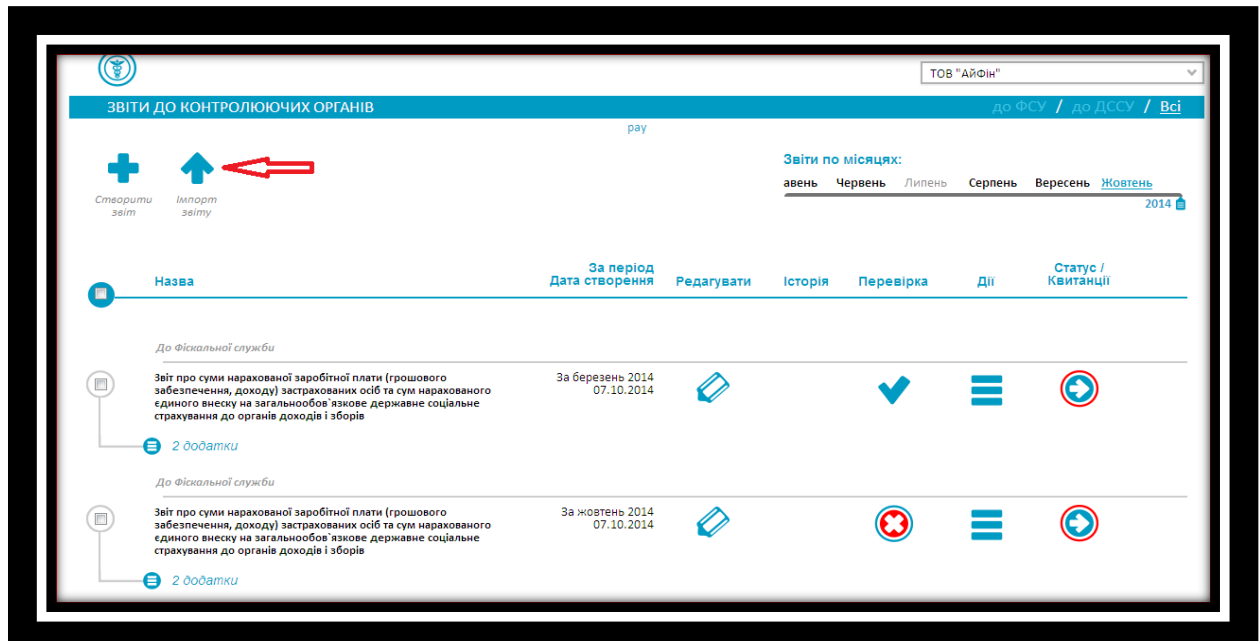 ТОВ "АйФін"
ЗВІТИ ДО КОНТРОЛЮЮЧИХ ОРГАНІВ
до ФСУ / до ДССУ / Всі
pay
Створити звіт
Імпорт звіту
Звіти по місяцях:
авень Червень Липень Серпень Вересень Жовтень
2014
Назва
За період
Дата створення
Редагувати
Історія
Перевірка
Дії
Статус /
Квитанції
До Фіскальної служби
Звіт про суми нарахованої заробітної плати (грошового
забезпечення, доходу) застрахованих осіб та сум нарахованого
єдиного внеску на загальнообов`язкове державне соціальне
страхування до органів доходів і зборів
За березень 2014
07.10.2014
2 додатки
До Фіскальної служби
Звіт про суми нарахованої заробітної плати (грошового
забезпечення, доходу) застрахованих осіб та сум нарахованого
єдиного внеску на загальнообов`язкове державне соціальне
страхування до органів доходів і зборів
За жовтень 2014
07.10.2014
2 додатки